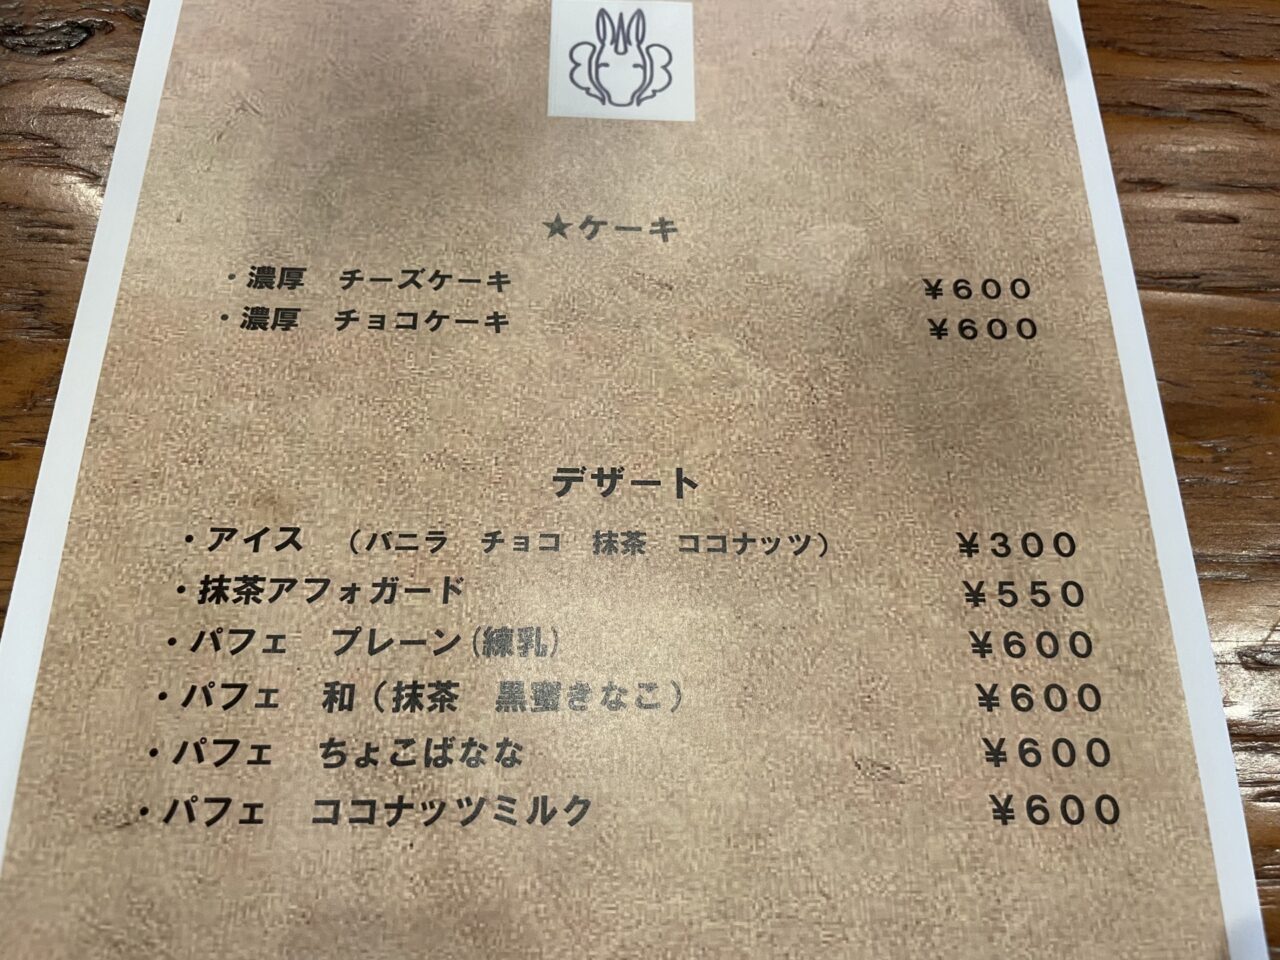 ★ケーキ
・濃厚　チーズケーキ　￥６００
・濃厚　チョコケーキ　￥６００
デザート
・アイス　（バニラ　チョコ　抹茶　ココナッツ）　￥３００
・抹茶アフォガード　￥５５０
・パフェ　プレーン(練乳)　￥６００
・パフェ　和（抹茶　黒蜜きなこ）　￥６００
・パフェ　ちょこばなな　￥６００
・パフェ　ココナッツミルク　￥６００